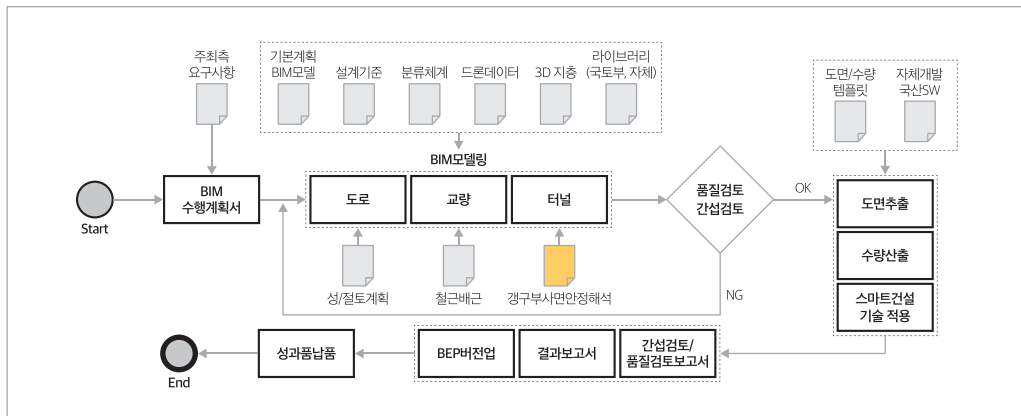 주최측
요구사항
기본계획
BIM모델
설계기준
분류체계
드론데이터
3D 지층
라이브러리
(국토부, 자체)
도면/수량
템플릿
자체개발
국산SW
BIM모델링
Start
BIM
수행계획서
도로
교량
터널
품질검토
간섭검토
OK
도면추출
수량산출
스마트건설
기술 적용
성/절토계획
철근배근
갱구부사면안정해석
NG
End
성과품납품
BEP버전업
결과보고서
간섭검토/
품질검토보고서